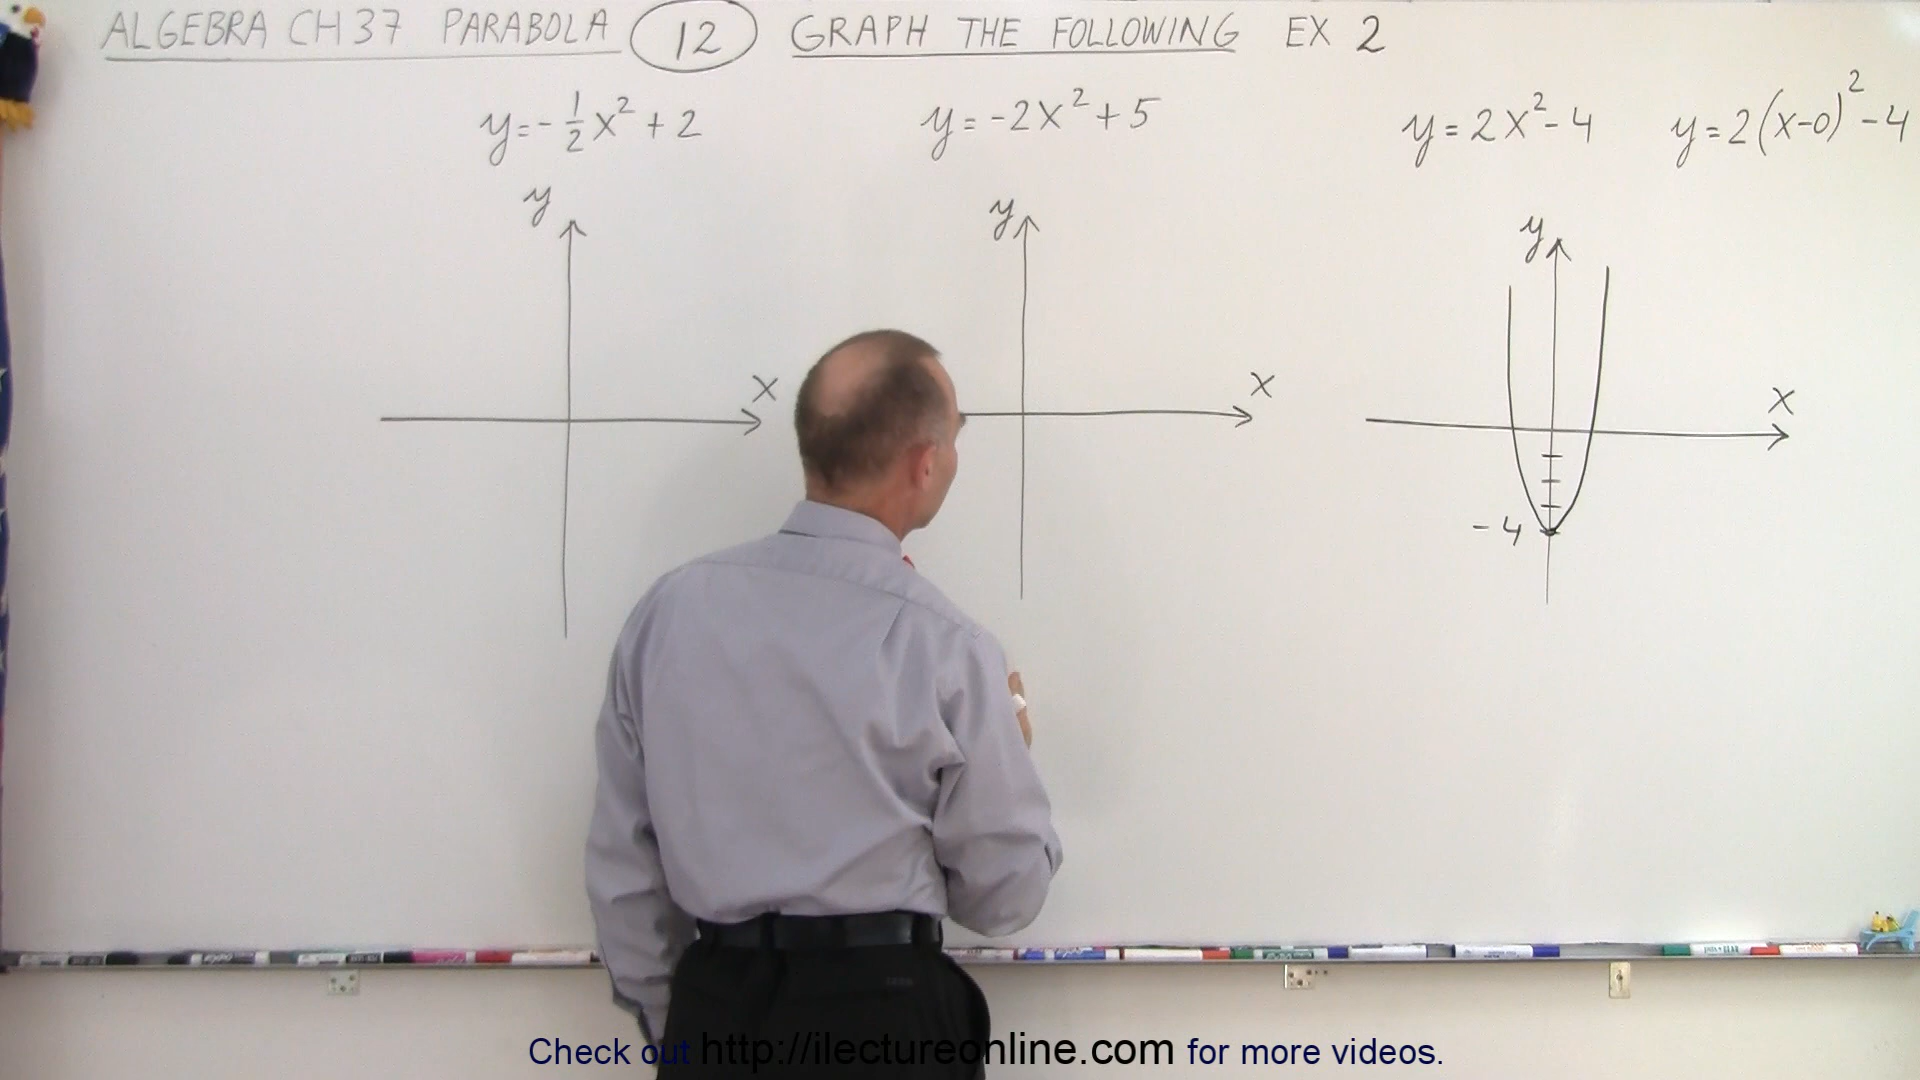 ALGEBRA CH 37 PARABOLA 12 GRAPH THE FOLLOWING EX 2
y=-½x²+2 y=-2x²+5 y=2x²-4 y=2(x-0)²-4
y y y
x x x
-4
Check out http://ilectureonline.com for more videos.